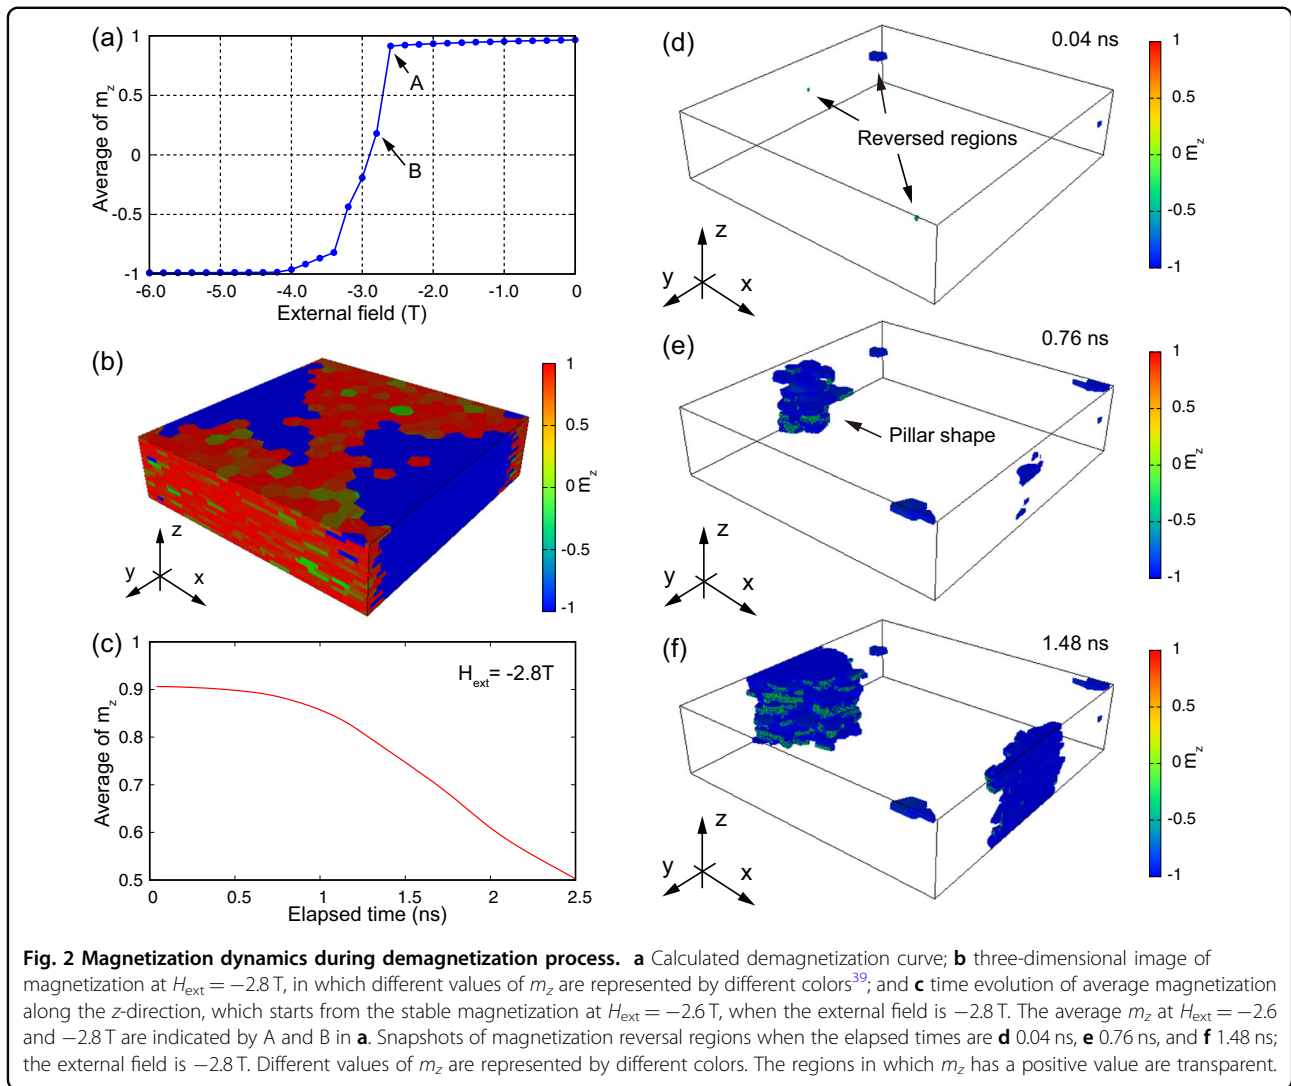 (a)
1
0.5
0
-0.5
-1
Average of m_z
A
B
-6.0 -5.0 -4.0 -3.0 -2.0 -1.0 0
External field (T)
(b)
1
0.5
0
-0.5
-1
m_z
z
y
x
(c)
H_ext= -2.8T
1
0.9
0.8
0.7
0.6
0.5
Average of m_z
0 0.5 1 1.5 2 2.5
Elapsed time (ns)
(d)
0.04 ns
Reversed regions
1
0.5
0
-0.5
-1
m_z
z
y
x
(e)
0.76 ns
Pillar shape
1
0.5
0
-0.5
-1
m_z
z
y
x
(f)
1.48 ns
1
0.5
0
-0.5
-1
m_z
z
y
x
Fig. 2 Magnetization dynamics during demagnetization process. a Calculated demagnetization curve; b three-dimensional image of
magnetization at H_ext = −2.8 T, in which different values of m_z are represented by different colors39; and c time evolution of average magnetization
along the z-direction, which starts from the stable magnetization at H_ext = −2.6 T, when the external field is −2.8 T. The average m_z at H_ext = −2.6
and −2.8 T are indicated by A and B in a. Snapshots of magnetization reversal regions when the elapsed times are d 0.04 ns, e 0.76 ns, and f 1.48 ns;
the external field is −2.8 T. Different values of m_z are represented by different colors. The regions in which m_z has a positive value are transparent.